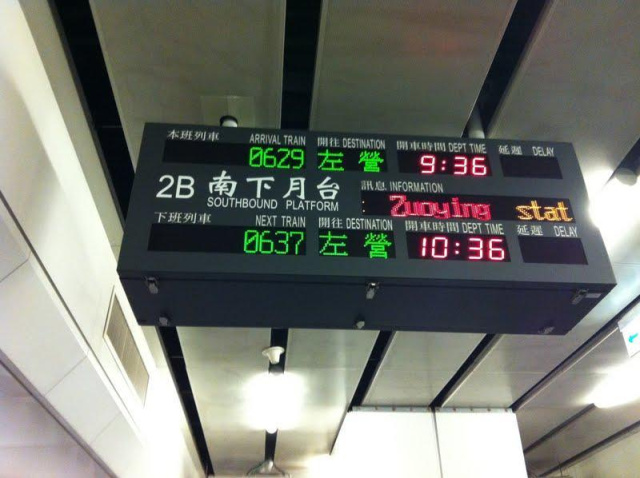 本班列車 ARRIVAL TRAIN 開往 DESTINATION 開車時間 DEPT TIME 延遲 DELAY
0629 左營 9:36
2B 南下月台 訊息 INFORMATION
SOUTHBOUND PLATFORM Zuoying stat
下班列車 NEXT TRAIN 開往 DESTINATION 開車時間 DEPT TIME 延遲 DELAY
0637 左營 10:36